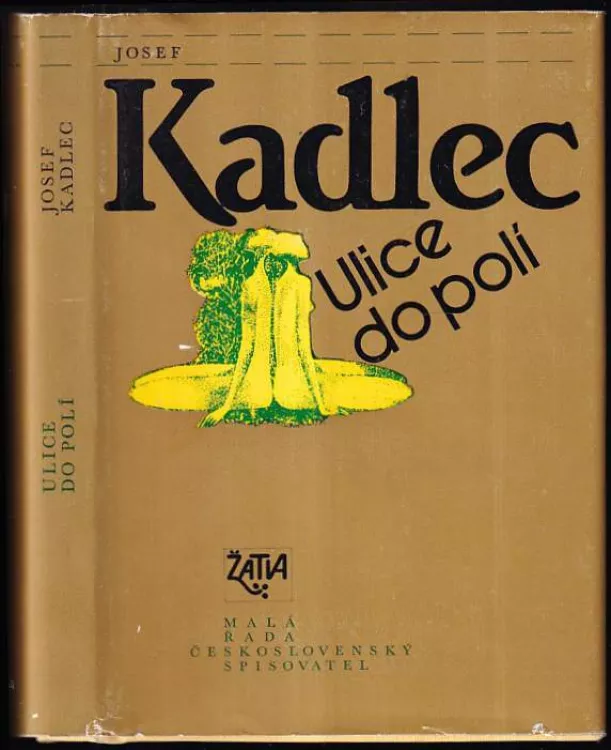 JOSEF
Kadlec
Ulice
do polí
ŽATVA
MALÁ
ŘADA
ČESKOSLOVENSKÝ
SPISOVATEL
JOSEF
KADLEC
ULICE
DO POLÍ